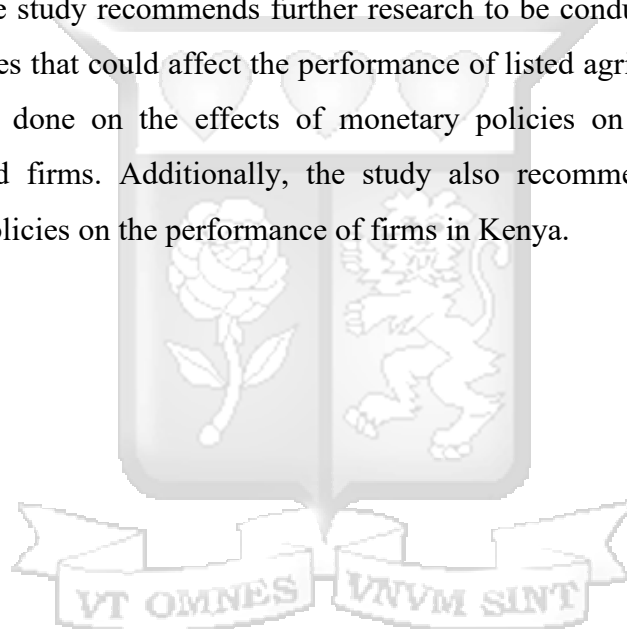 e study recommends further research to be condu
es that could affect the performance of listed agri
done on the effects of monetary policies on
d firms. Additionally, the study also recomme
olicies on the performance of firms in Kenya.
VT OMNES VNVM SINT